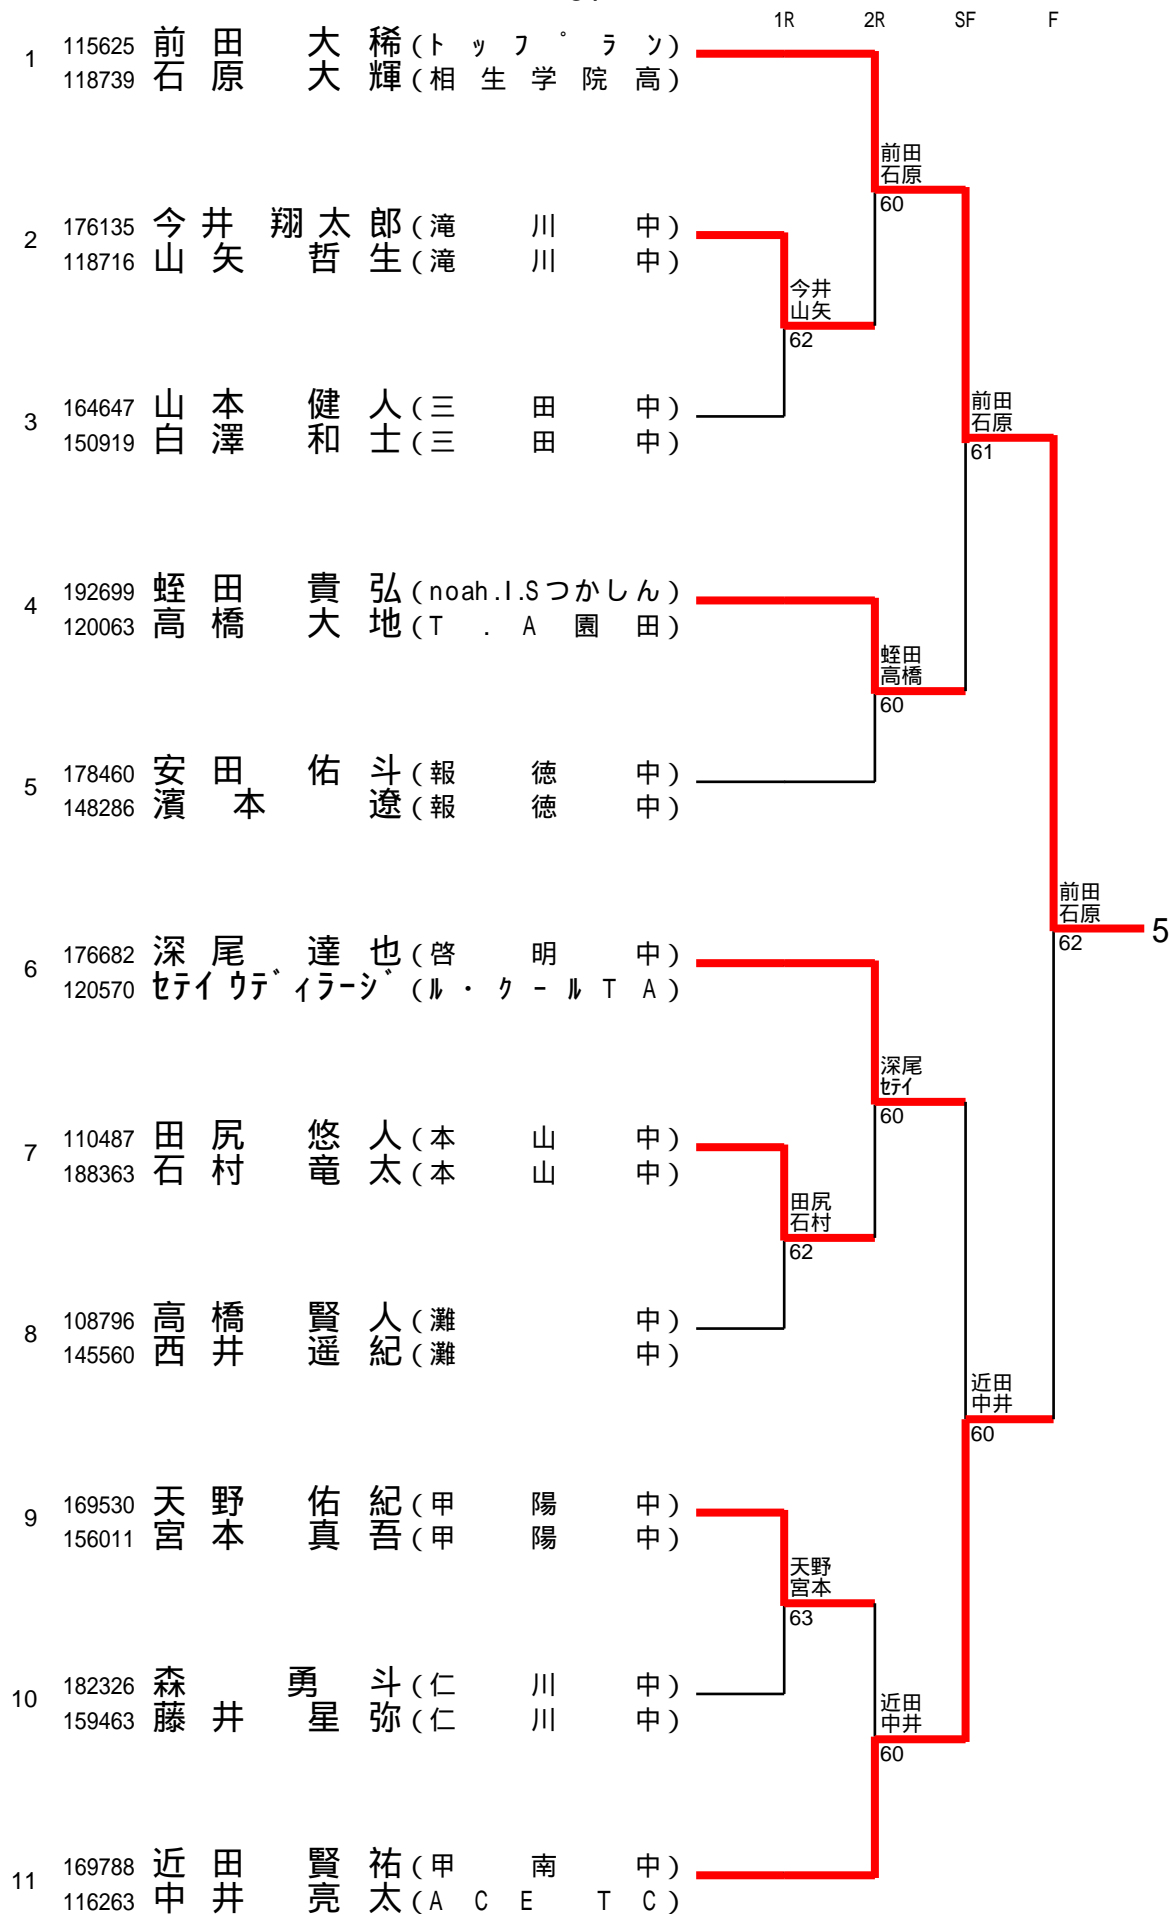 1R 2R SF F
1 115625 前田 大稀(トップラン)
118739 石原 大輝(相生学院高)
前田
石原
60
2 176135 今井 翔太郎(滝川中)
118716 山矢 哲生(滝川中)
今井
山矢
62
3 164647 山本 健人(三田中)
150919 白澤 和士(三田中)
前田
石原
61
4 192699 蛭田 貴弘(noah.I.Sつかしん)
120063 高橋 大地(T.A園田)
蛭田
高橋
60
5 178460 安田 佑斗(報徳中)
148286 濱本 遼(報徳中)
前田
石原
62
5
6 176682 深尾 達也(啓明中)
120570 セテイ ウディラージ(ル・クールTA)
深尾
セテイ
60
7 110487 田尻 悠人(本山中)
188363 石村 竜太(本山中)
田尻
石村
62
8 108796 高橋 賢人(灘中)
145560 西井 遥紀(灘中)
近田
中井
60
9 169530 天野 佑紀(甲陽中)
156011 宮本 真吾(甲陽中)
天野
宮本
63
10 182326 森 勇斗(仁川中)
159463 藤井 星弥(仁川中)
近田
中井
60
11 169788 近田 賢祐(甲南中)
116263 中井 亮太(ACE TC)